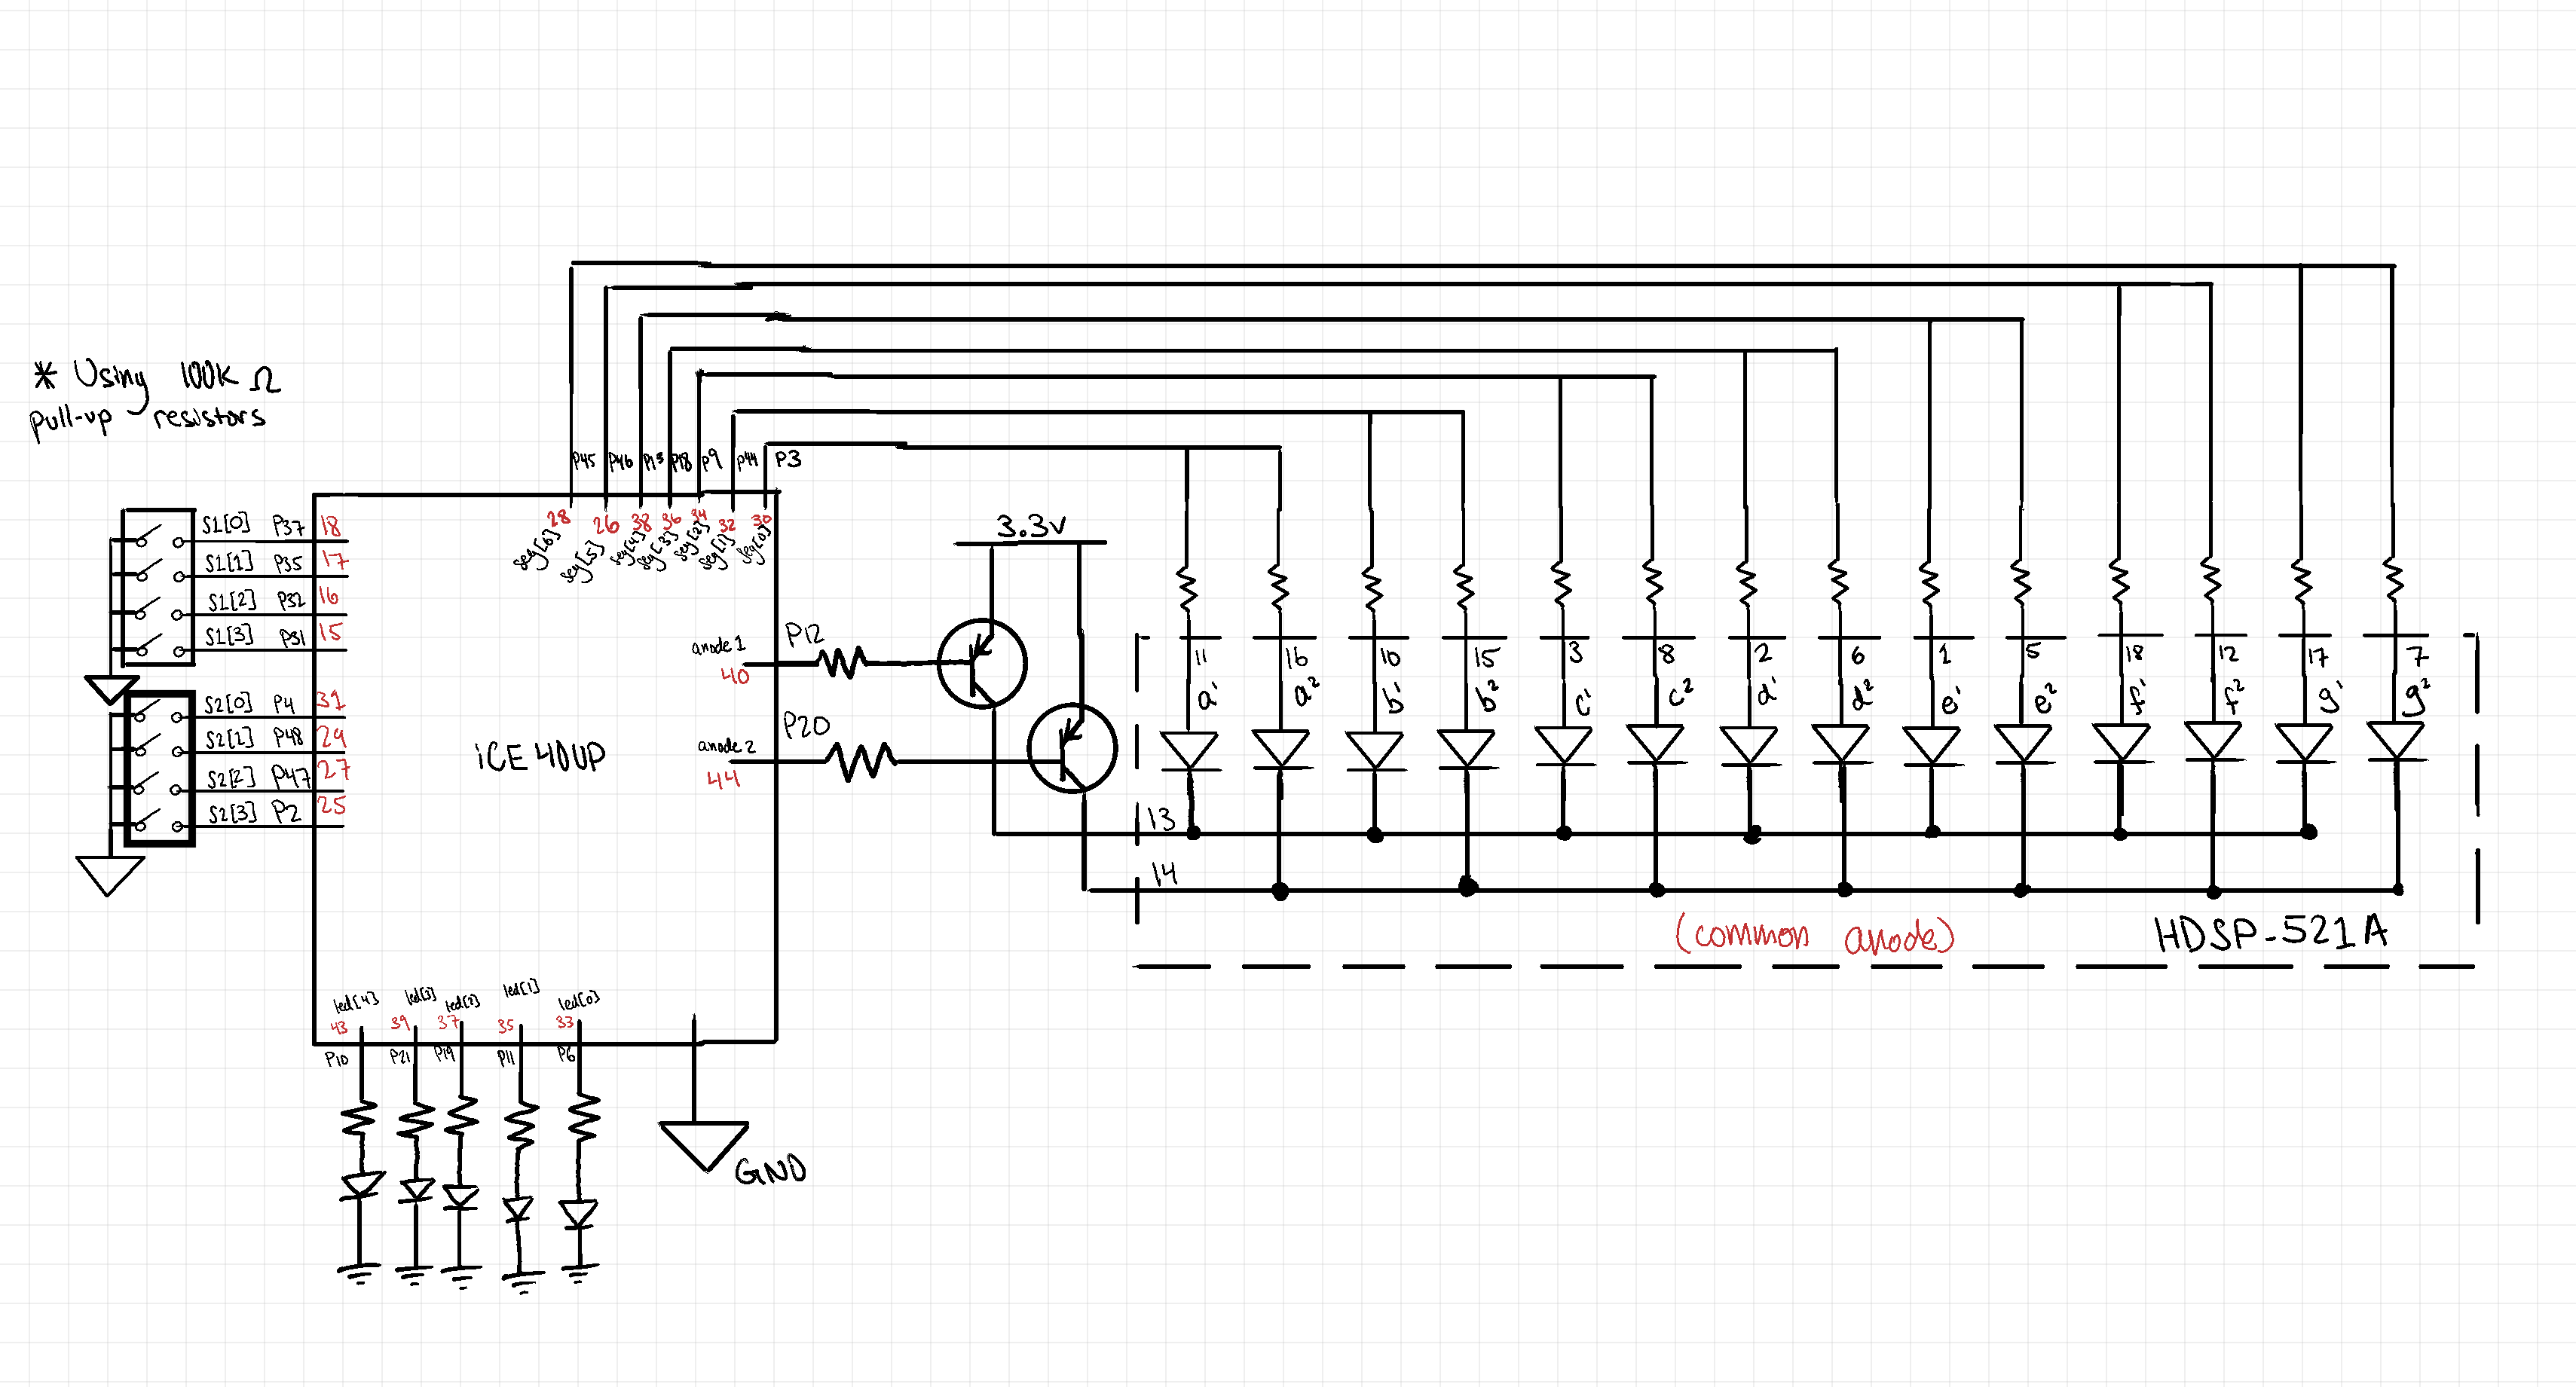 * Using 100K Ω
pull-up resistors
P45 P46 P13 P18 P9 P44 P3
28 26 38 36 34 32 30
seg[6] seg[5] seg[4] seg[3] seg[2] seg[1] seg[0]
S1[0] P37 18
S1[1] P35 17
S1[2] P32 16
S1[3] P31 15
S2[0] P4 31
S2[1] P48 29
S2[2] P47 27
S2[3] P2 25
iCE 40UP
3.3V
anode 1 P12
40
anode 2 P20
44
11 16 10 15 3 8 2 6 1 5 18 12 17 7
a¹ a² b¹ b² c¹ c² d¹ d² e¹ e² f¹ f² g¹ g²
13
14
(common anode)
HDSP-521A
led[4] led[3] led[2] led[1] led[0]
43 39 37 35 33
P10 P21 P19 P11 P6
GND